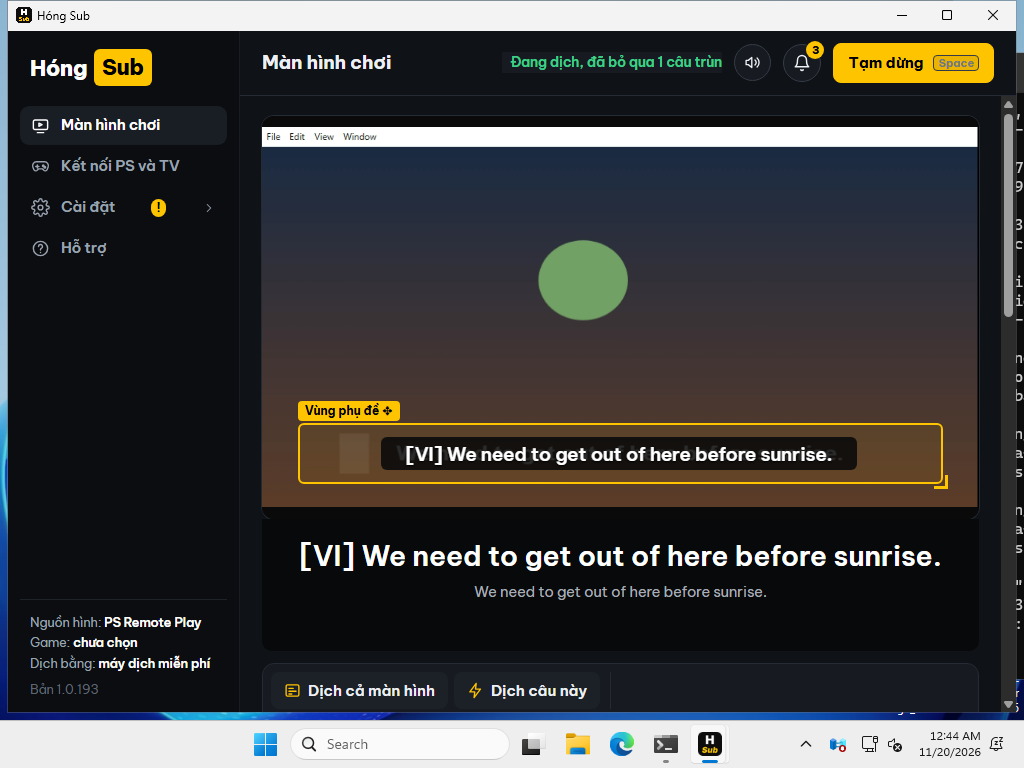 Hóng Sub
Hóng Sub
Màn hình chơi
Kết nối PS và TV
Cài đặt
Hỗ trợ
Nguồn hình: PS Remote Play
Game: chưa chọn
Dịch bằng: máy dịch miễn phí
Bản 1.0.193
Màn hình chơi
Đang dịch, đã bỏ qua 1 câu trùn
3
Tạm dừng Space
File Edit View Window
Vùng phụ đề
[VI] We need to get out of here before sunrise.
[VI] We need to get out of here before sunrise.
We need to get out of here before sunrise.
Dịch cả màn hình
Dịch câu này
Search
H Sub
12:44 AM
11/20/2026